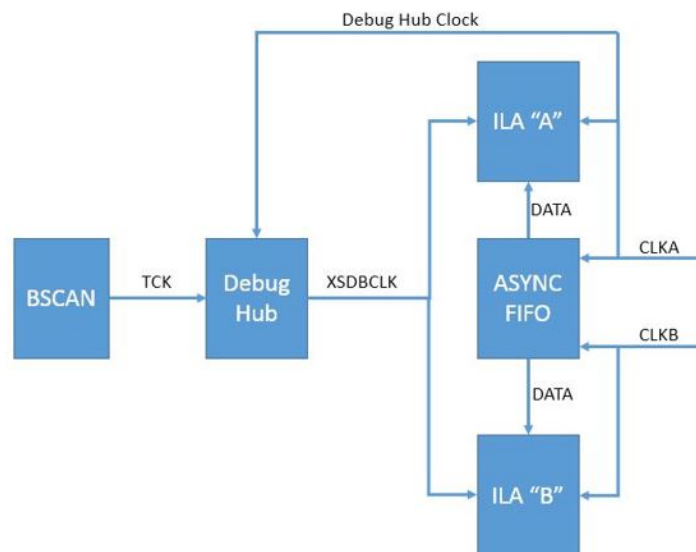 Debug Hub Clock
ILA “A”
DATA
BSCAN
TCK
Debug
Hub
XSDBCLK
ASYNC
FIFO
CLKA
CLKB
DATA
ILA “B”